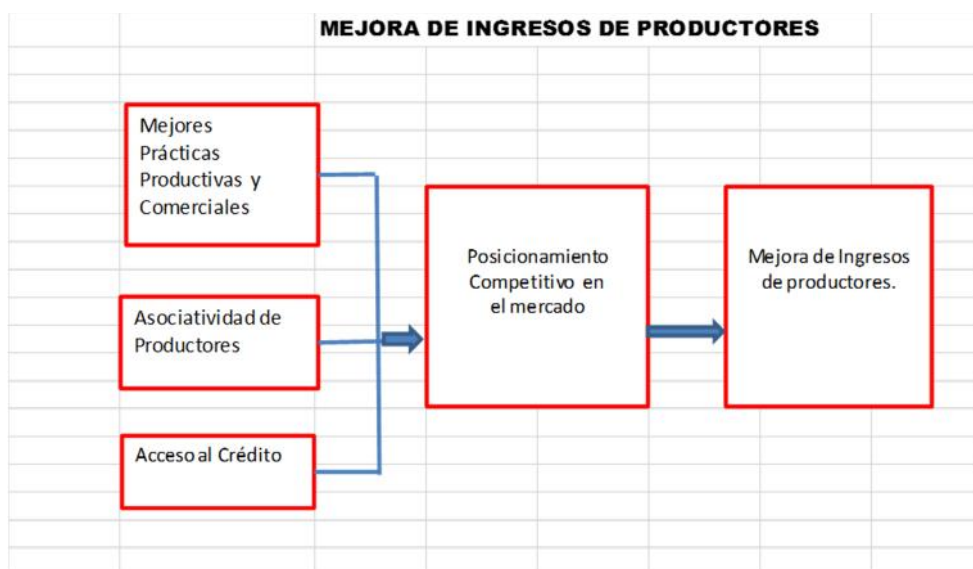 MEJORA DE INGRESOS DE PRODUCTORES
Mejores
Prácticas
Productivas y
Comerciales
Asociatividad de
Productores
Acceso al Crédito
Posicionamiento
Competitivo en
el mercado
Mejora de Ingresos
de productores.